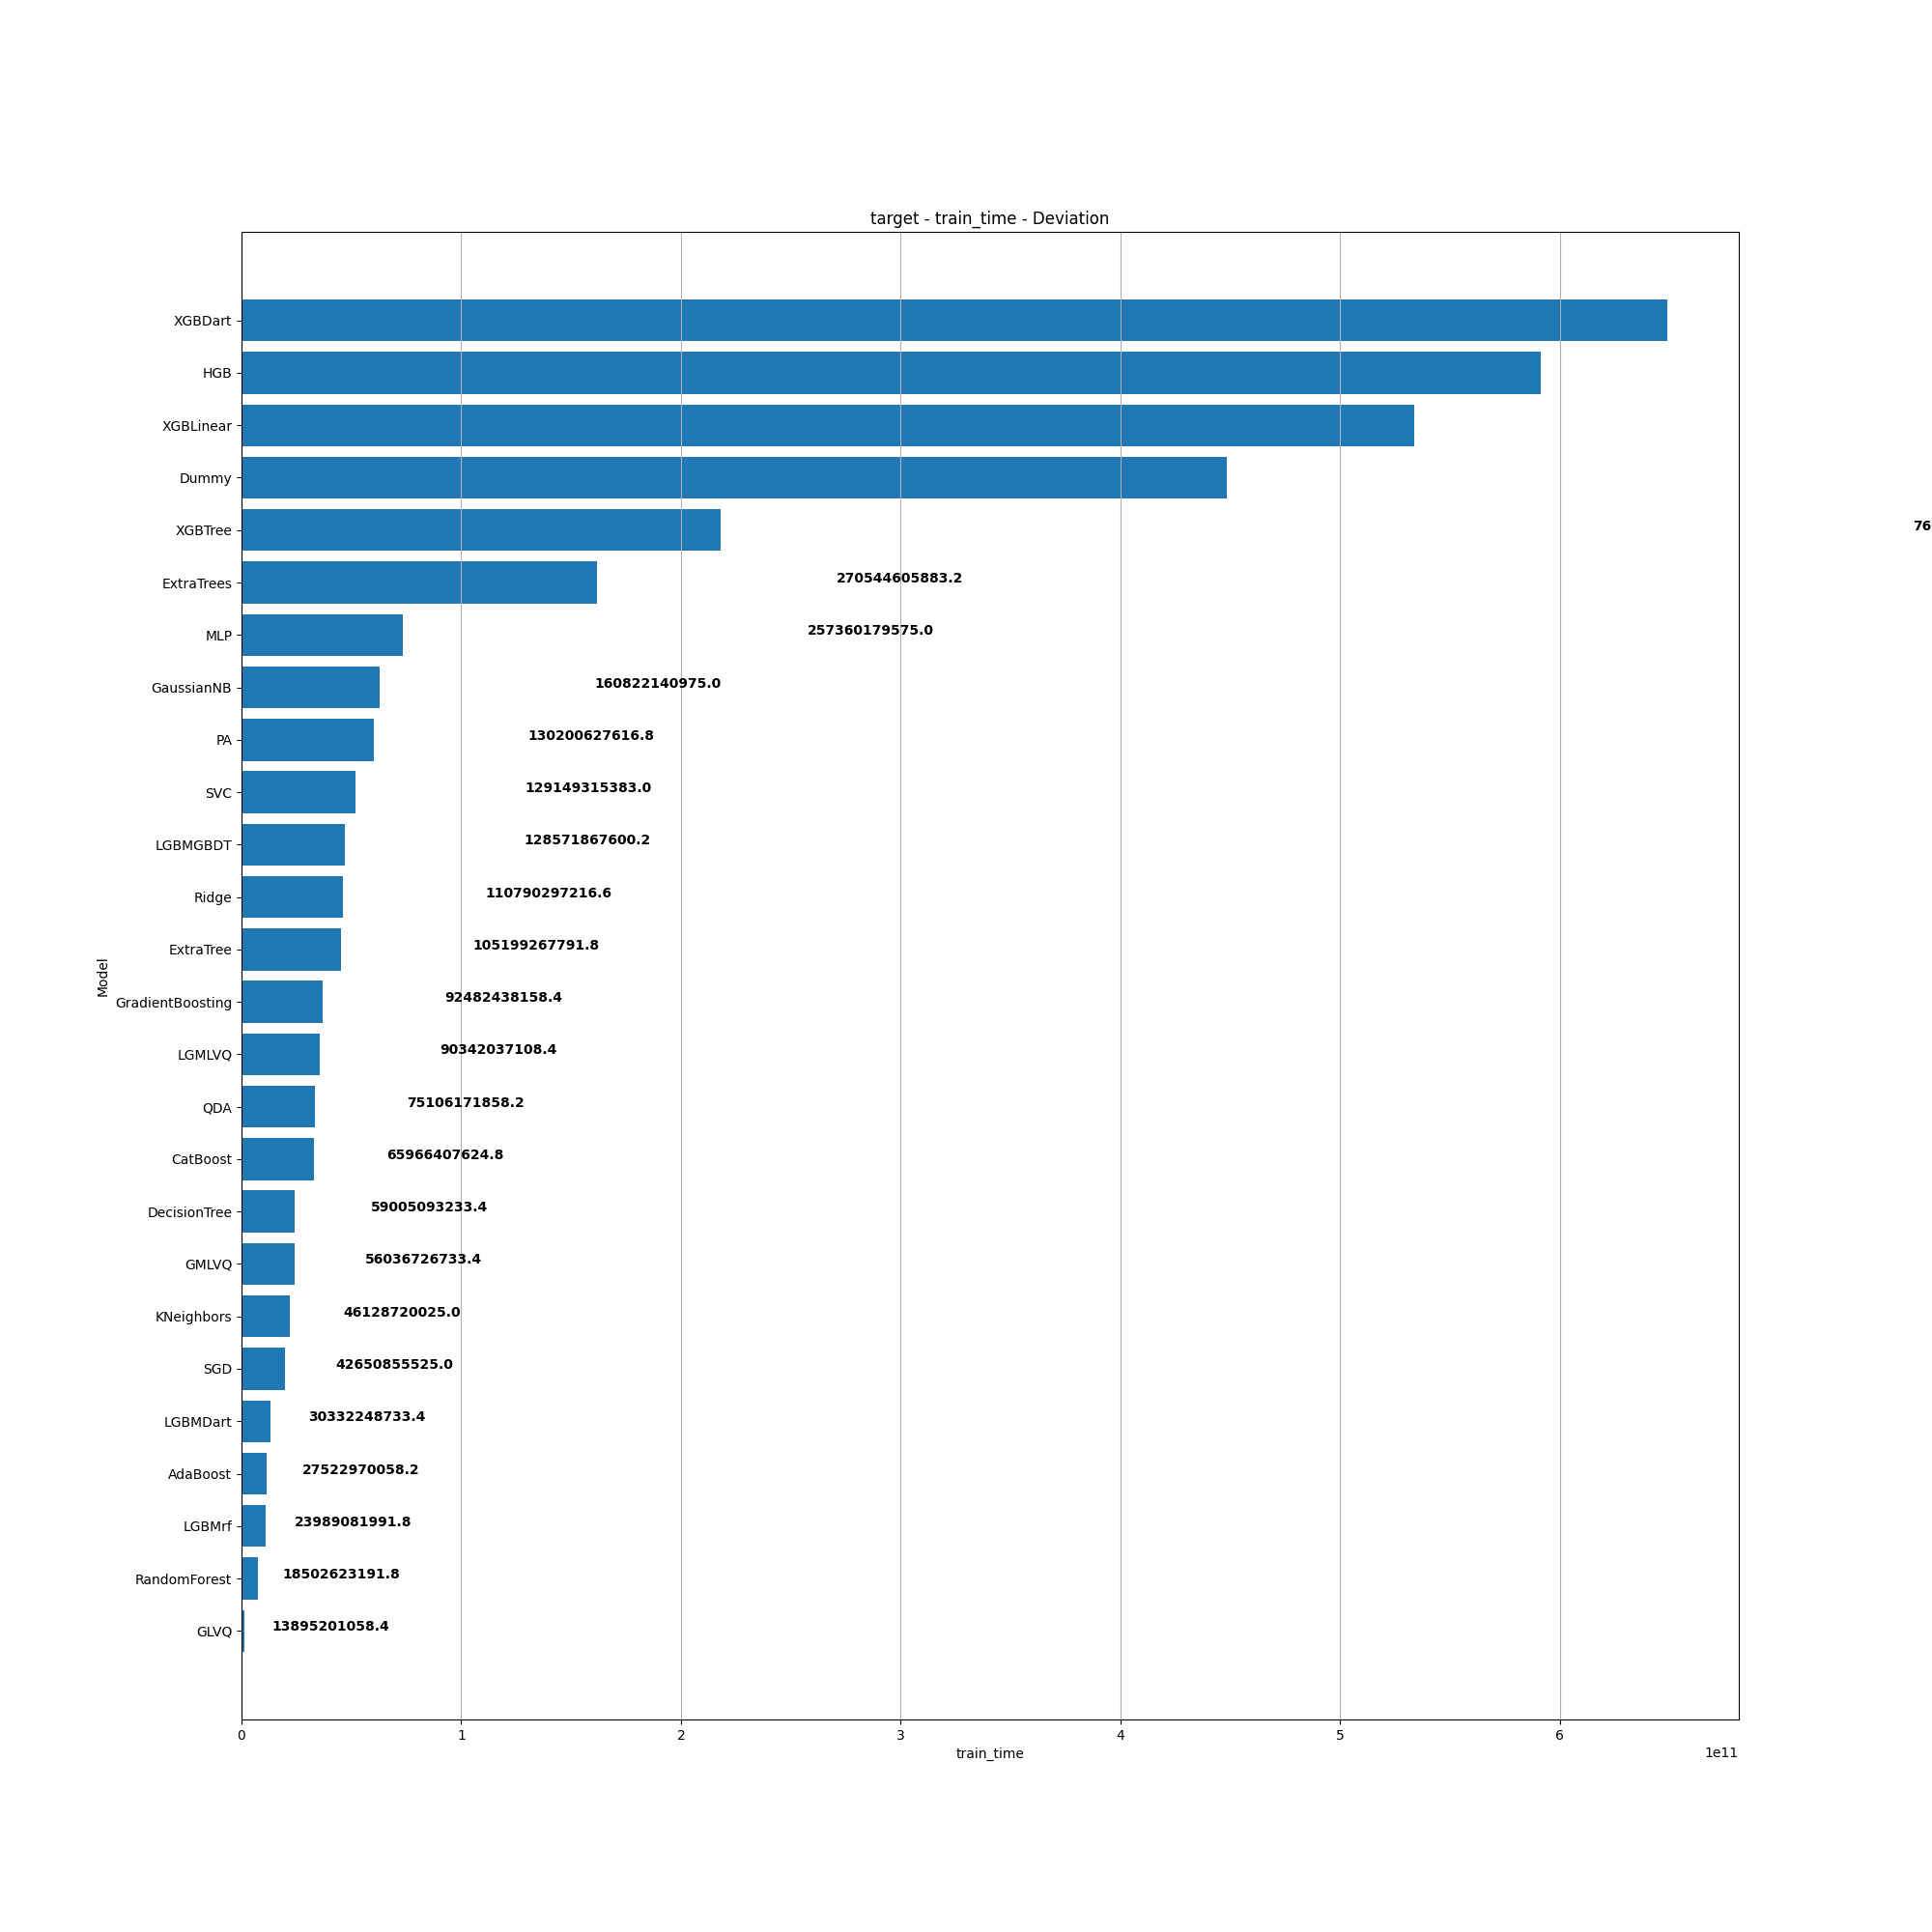 target - train_time - Deviation
XGBDart
HGB
XGBLinear
Dummy
XGBTree 76
ExtraTrees 270544605883.2
MLP 257360179575.0
GaussianNB 160822140975.0
PA 130200627616.8
SVC 129149315383.0
LGBMGBDT 128571867600.2
Ridge 110790297216.6
ExtraTree 105199267791.8
Model
GradientBoosting 92482438158.4
LGMLVQ 90342037108.4
QDA 75106171858.2
CatBoost 65966407624.8
DecisionTree 59005093233.4
GMLVQ 56036726733.4
KNeighbors 46128720025.0
SGD 42650855525.0
LGBMDart 30332248733.4
AdaBoost 27522970058.2
LGBMrf 23989081991.8
RandomForest 18502623191.8
GLVQ 13895201058.4
0 1 2 3 4 5 6
train_time
1e11